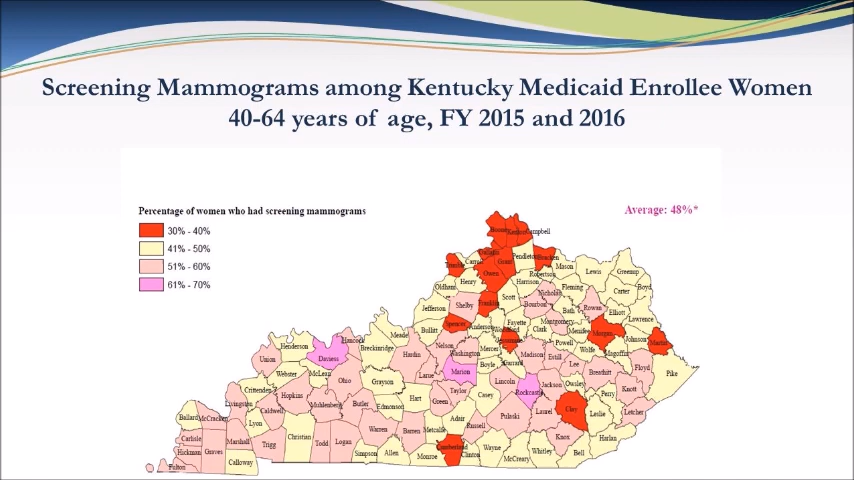 Screening Mammograms among Kentucky Medicaid Enrollee Women
40-64 years of age, FY 2015 and 2016
Percentage of women who had screening mammograms
Average: 48%*
30% - 40%
41% - 50%
51% - 60%
61% - 70%
Boone
Kenton
Campbell
Gallatin
Grant
Pendleton
Bracken
Trimble
Carroll
Owen
Robertson
Mason
Lewis
Greenup
Oldham
Henry
Harrison
Fleming
Carter
Boyd
Jefferson
Shelby
Franklin
Scott
Bourbon
Nicholas
Bath
Rowan
Elliott
Lawrence
Bullitt
Spencer
Anderson
Woodford
Fayette
Clark
Montgomery
Menifee
Morgan
Johnson
Martin
Meade
Hancock
Breckinridge
Hardin
Nelson
Washington
Mercer
Jessamine
Madison
Estill
Powell
Wolfe
Magoffin
Henderson
Daviess
Union
Webster
McLean
Ohio
Grayson
Larue
Marion
Boyle
Garrard
Lee
Breathitt
Floyd
Pike
Crittenden
Hopkins
Muhlenberg
Butler
Edmonson
Hart
Green
Taylor
Casey
Lincoln
Rockcastle
Jackson
Owsley
Perry
Knott
Letcher
Livingston
Caldwell
Lyon
Ballard
McCracken
Carlisle
Hickman
Graves
Marshall
Fulton
Calloway
Trigg
Christian
Todd
Logan
Warren
Simpson
Allen
Barren
Metcalfe
Adair
Russell
Pulaski
Laurel
Clay
Leslie
Harlan
Monroe
Cumberland
Clinton
Wayne
McCreary
Whitley
Knox
Bell